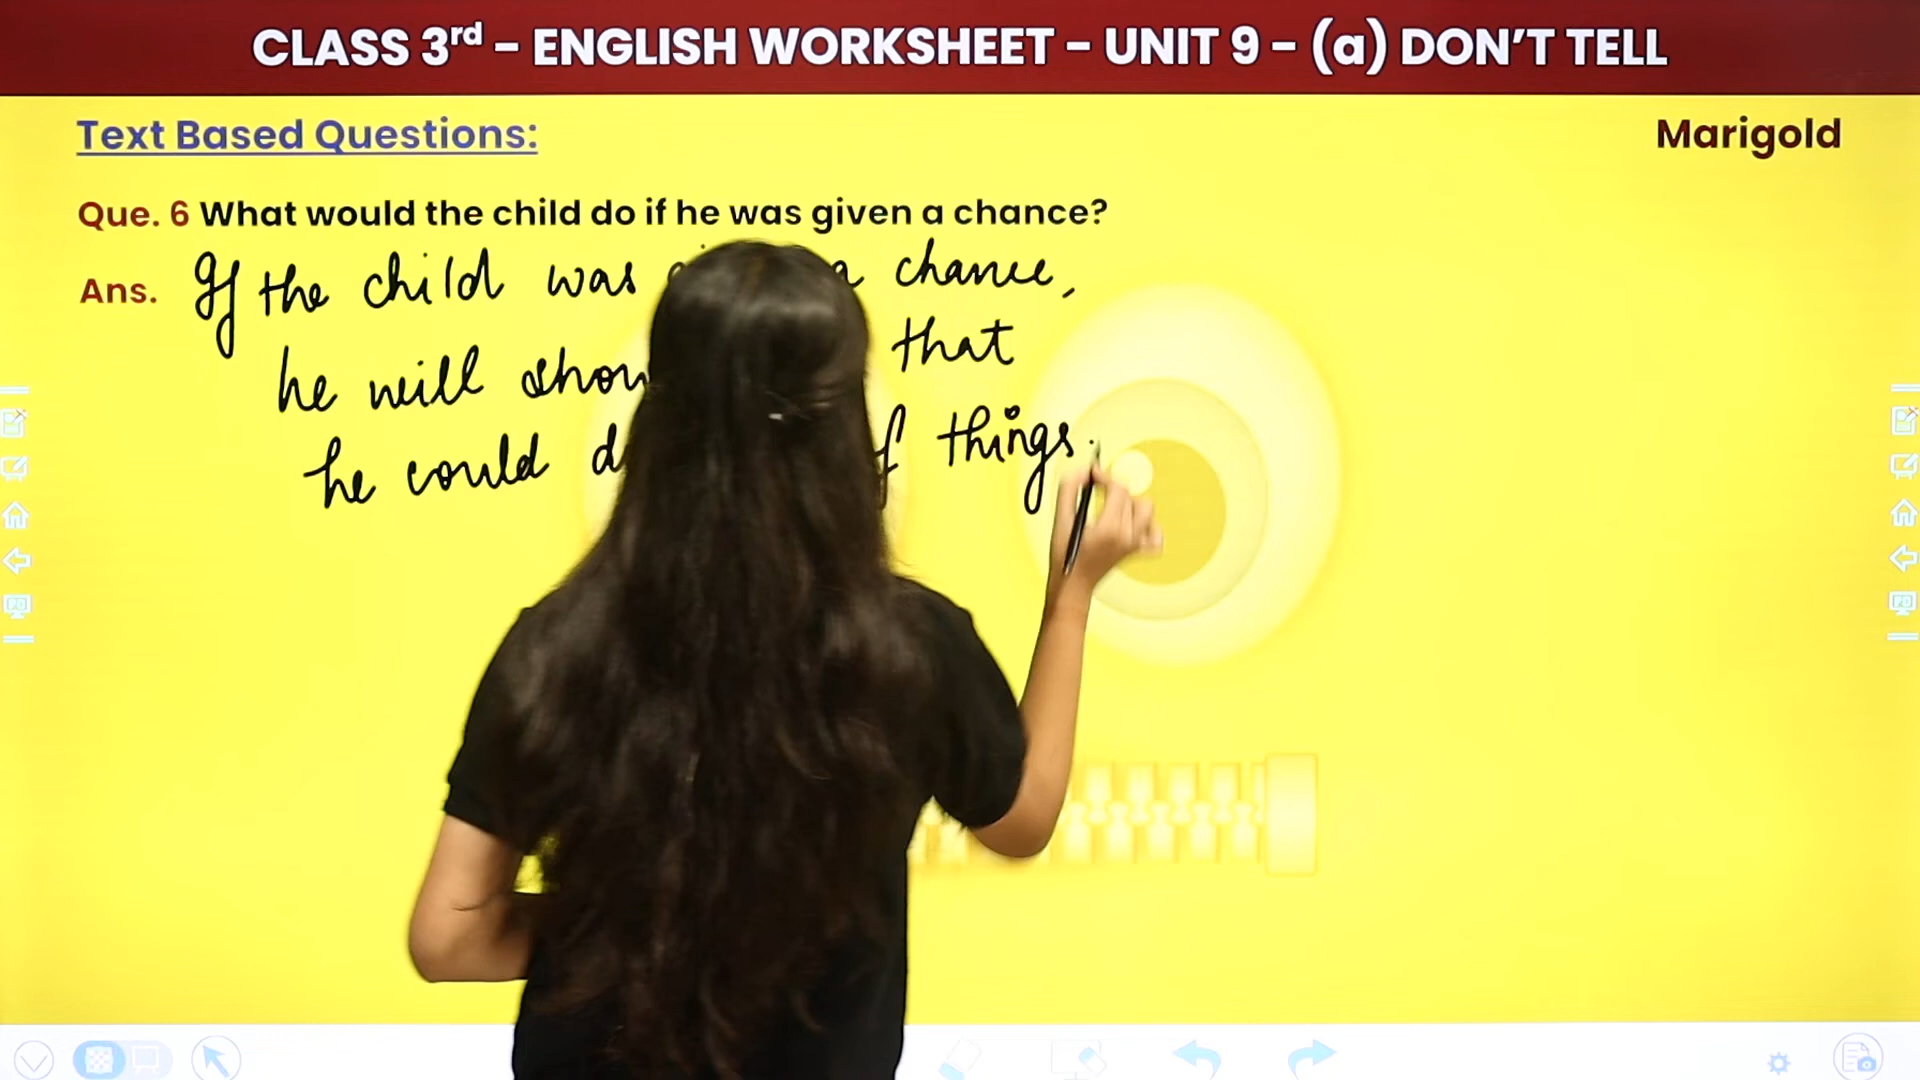 CLASS 3rd – ENGLISH WORKSHEET – UNIT 9 – (a) DON'T TELL
Text Based Questions:
Marigold
Que. 6 What would the child do if he was given a chance?
Ans. If the child was a chance,
he will that
he could things.